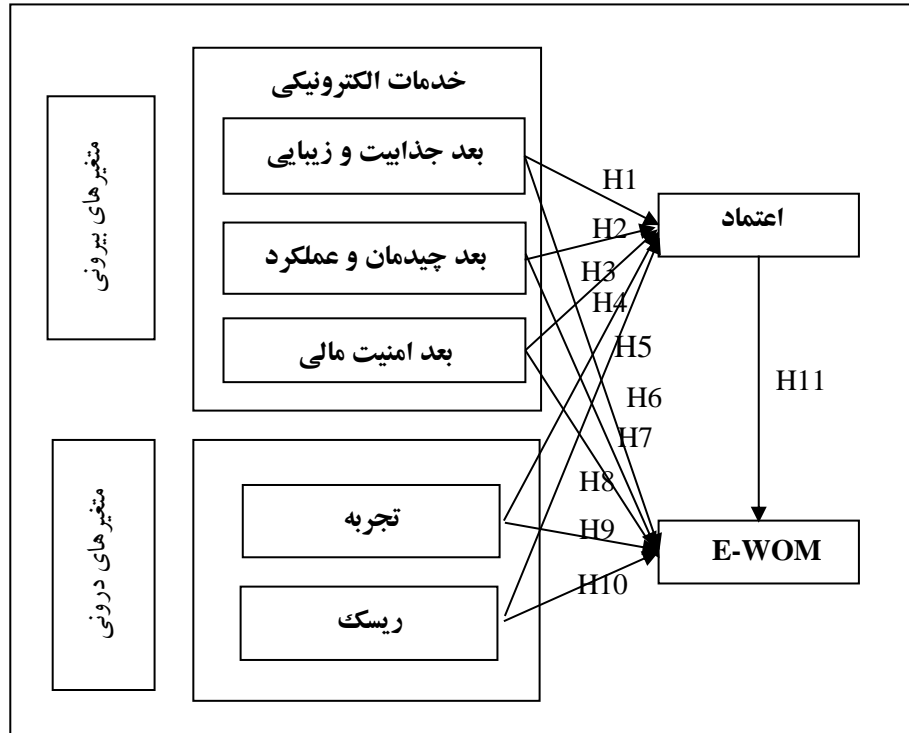 خدمات الکترونیکی
متغیرهای بیرونی
بعد جذابیت و زیبایی
بعد چیدمان و عملکرد
بعد امنیت مالی
H1
اعتماد
H2
H3
H4
H5
H6
H7
H11
متغیرهای درونی
تجربه
ریسک
H8
H9
H10
E-WOM